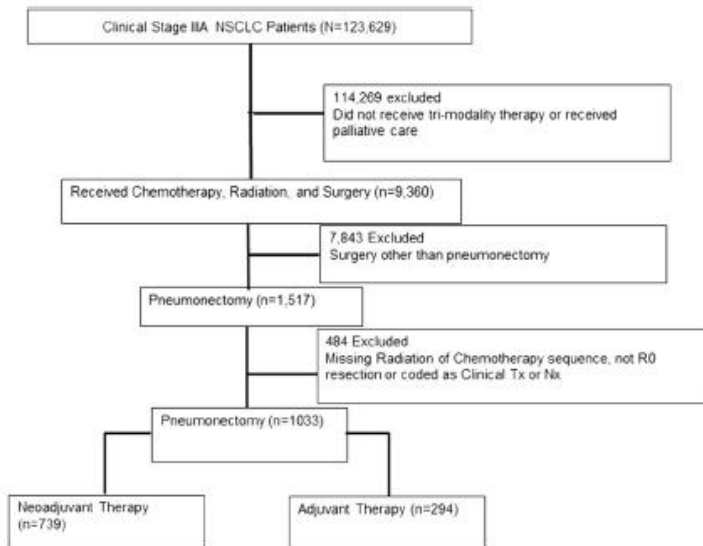 Clinical Stage IIIA NSCLC Patients (N=123,629)
114,269 excluded
Did not receive tri-modality therapy or received
palliative care
Received Chemotherapy, Radiation, and Surgery (n=9,360)
7,843 Excluded
Surgery other than pneumonectomy
Pneumonectomy (n=1,517)
484 Excluded
Missing Radiation of Chemotherapy sequence, not R0
resection or coded as Clinical Tx or Nx
Pneumonectomy (n=1033)
Neoadjuvant Therapy
(n=739)
Adjuvant Therapy (n=294)